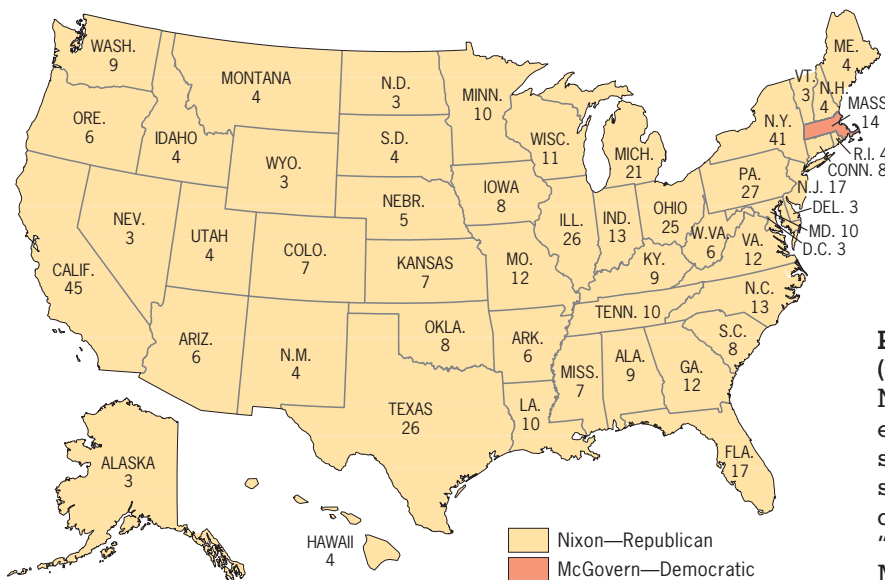 WASH.
9
ORE.
6
CALIF.
45
NEV.
3
IDAHO
4
MONTANA
4
WYO.
3
UTAH
4
COLO.
7
ARIZ.
6
N.M.
4
N.D.
3
S.D.
4
NEBR.
5
KANSAS
7
OKLA.
8
TEXAS
26
MINN.
10
IOWA
8
MO.
12
ARK.
6
LA.
10
WISC.
11
ILL.
26
MICH.
21
IND.
13
OHIO
25
KY.
9
TENN. 10
MISS.
7
ALA.
9
GA.
12
FLA.
17
S.C.
8
N.C.
13
VA.
12
W.VA.
6
PA.
27
N.Y.
41
VT.
3
N.H.
4
ME.
4
MASS
14
R.I. 4
CONN. 8
N.J. 17
DEL. 3
MD. 10
D.C. 3
ALASKA
3
HAWAII
4
Nixon—Republican
McGovern—Democratic